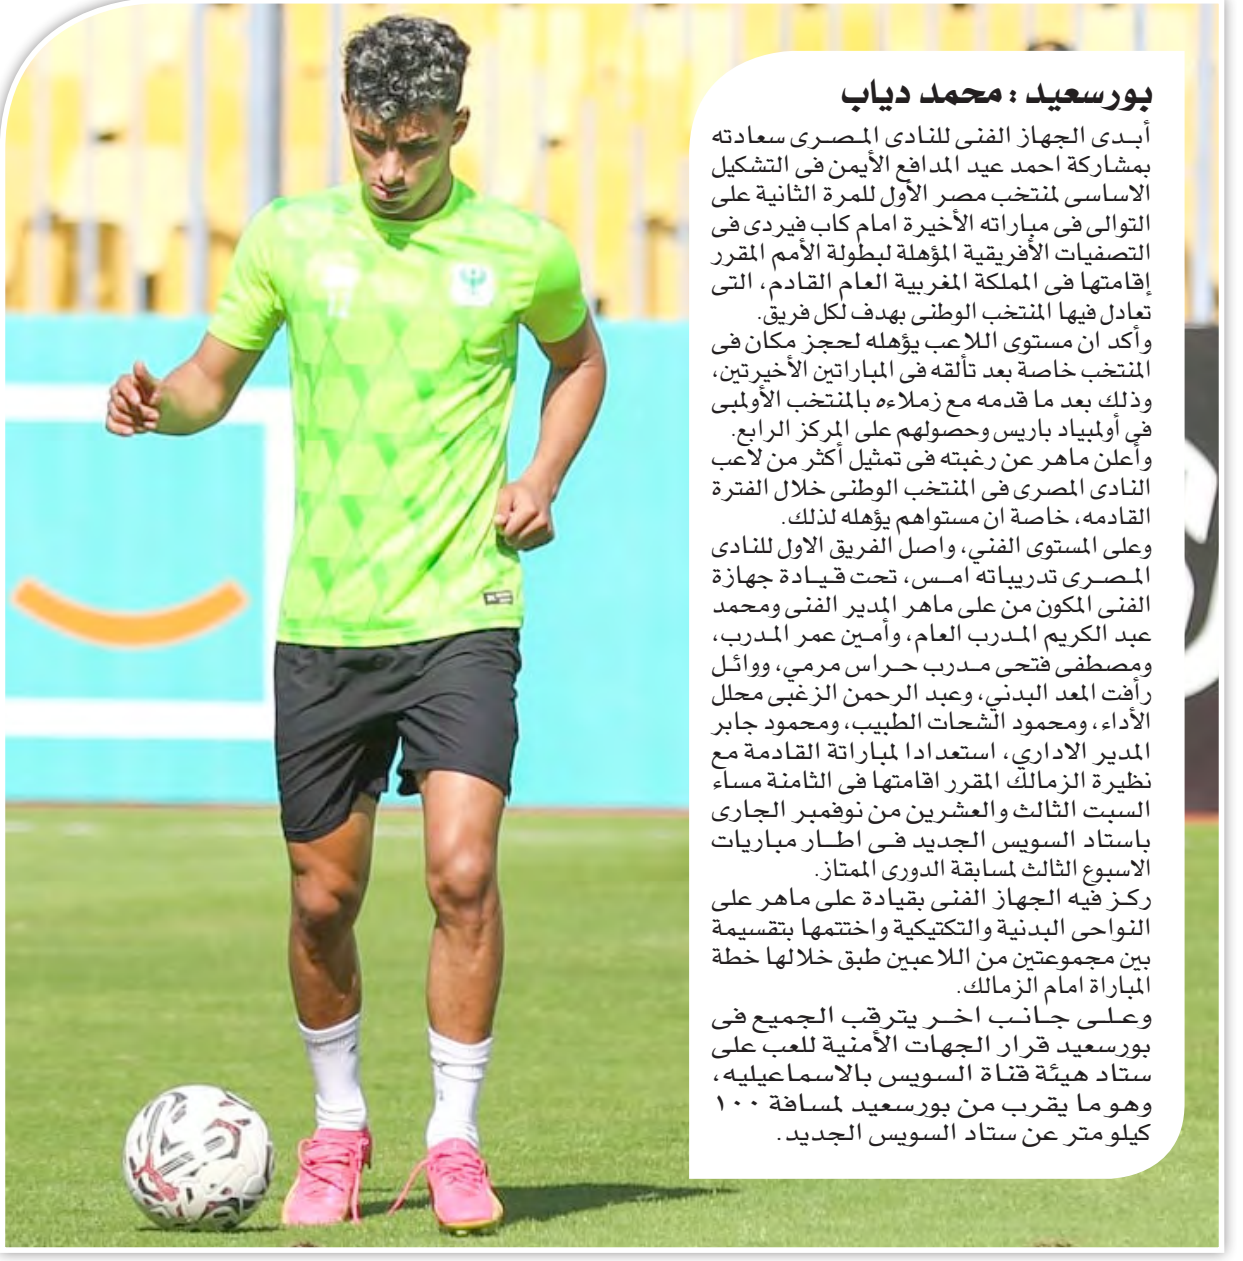 بورسعيد : محمد دياب
أبدى الجهاز الفنى للنادى المصرى سعادته
بمشاركة احمد عيد المدافع الأيمن فى التشكيل
الاساسى لمنتخب مصر الأول للمرة الثانية على
التوالى فى مباراته الأخيرة امام كاب فيردى فى
التصفيات الأفريقية المؤهلة لبطولة الأمم المقرر
إقامتها فى المملكة المغربية العام القادم، التى
تعادل فيها المنتخب الوطنى بهدف لكل فريق.
وأكد ان مستوى اللاعب يؤهله لحجز مكان فى
المنتخب خاصة بعد تألقه فى المباراتين الأخيرتين،
وذلك بعد ما قدمه مع زملاءه بالمنتخب الأولمبى
فى أولمبياد باريس وحصولهم على المركز الرابع.
وأعلن ماهر عن رغبته فى تمثيل أكثر من لاعب
النادى المصرى فى المنتخب الوطنى خلال الفترة
القادمه، خاصة ان مستواهم يؤهله لذلك.
وعلى المستوى الفني، واصل الفريق الاول للنادى
المصرى تدريباته امس، تحت قيادة جهازة
الفنى المكون من على ماهر المدير الفنى ومحمد
عبد الكريم المدرب العام، وأمين عمر المدرب،
ومصطفى فتحى مدرب حراس مرمي، ووائل
رأفت المعد البدني، وعبد الرحمن الزغبى محلل
الأداء، ومحمود الشحات الطبيب، ومحمود جابر
المدير الاداري، استعدادا لمباراتة القادمة مع
نظيرة الزمالك المقرر اقامتها فى الثامنة مساء
السبت الثالث والعشرين من نوفمبر الجارى
باستاد السويس الجديد فى اطار مباريات
الاسبوع الثالث لمسابقة الدورى الممتاز.
ركز فيه الجهاز الفنى بقيادة على ماهر على
النواحى البدنية والتكتيكية واختتمها بتقسيمة
بين مجموعتين من اللاعبين طبق خلالها خطة
المباراة امام الزمالك.
وعلى جانب اخر يترقب الجميع فى
بورسعيد قرار الجهات الأمنية للعب على
ستاد هيئة قناة السويس بالاسماعيليه،
وهو ما يقرب من بورسعيد لمسافة ١٠٠
كيلو متر عن ستاد السويس الجديد.